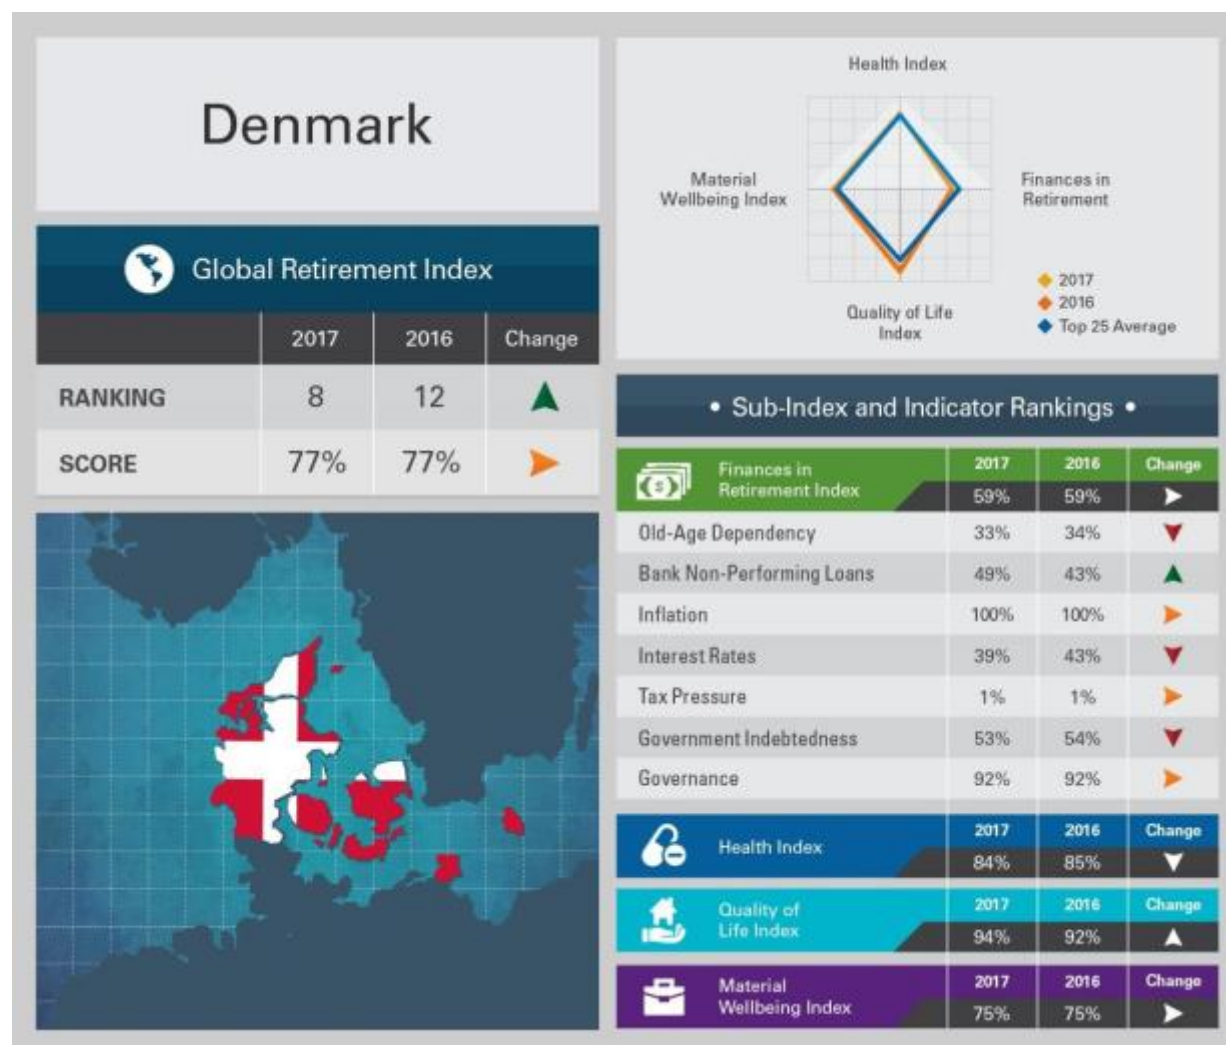 Denmark
Global Retirement Index
2017 2016 Change
RANKING 8 12
SCORE 77% 77%
Health Index
Material
Wellbeing Index
Finances in
Retirement
Quality of Life
Index
2017
2016
Top 25 Average
• Sub-Index and Indicator Rankings •
Finances in
Retirement Index
2017 2016 Change
59% 59%
Old-Age Dependency 33% 34%
Bank Non-Performing Loans 49% 43%
Inflation 100% 100%
Interest Rates 39% 43%
Tax Pressure 1% 1%
Government Indebtedness 53% 54%
Governance 92% 92%
Health Index
2017 2016 Change
84% 85%
Quality of
Life Index
2017 2016 Change
94% 92%
Material
Wellbeing Index
2017 2016 Change
75% 75%